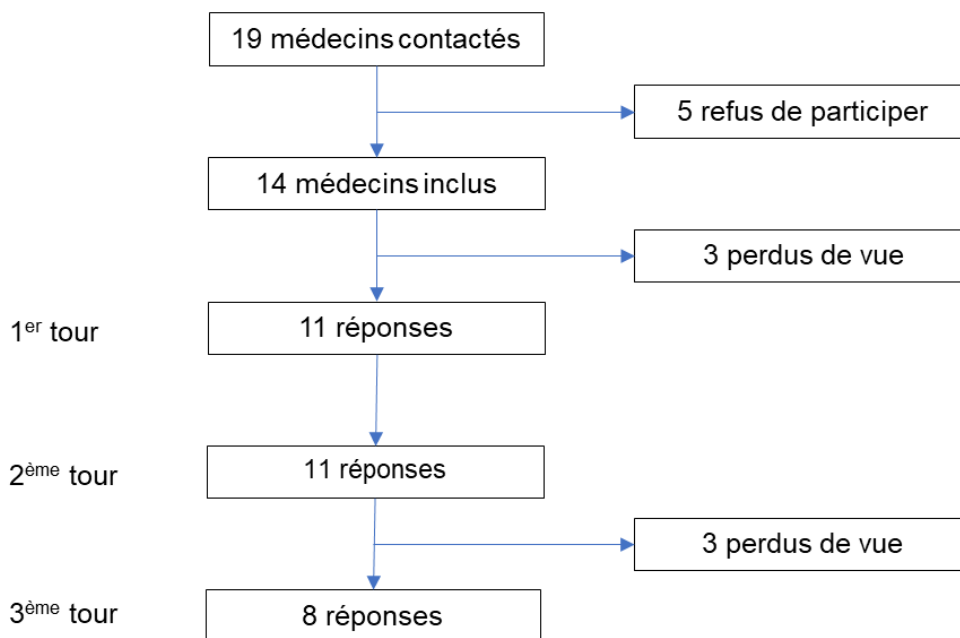 19 médecins contactés
5 refus de participer
14 médecins inclus
3 perdus de vue
1er tour
11 réponses
2ème tour
11 réponses
3 perdus de vue
3ème tour
8 réponses